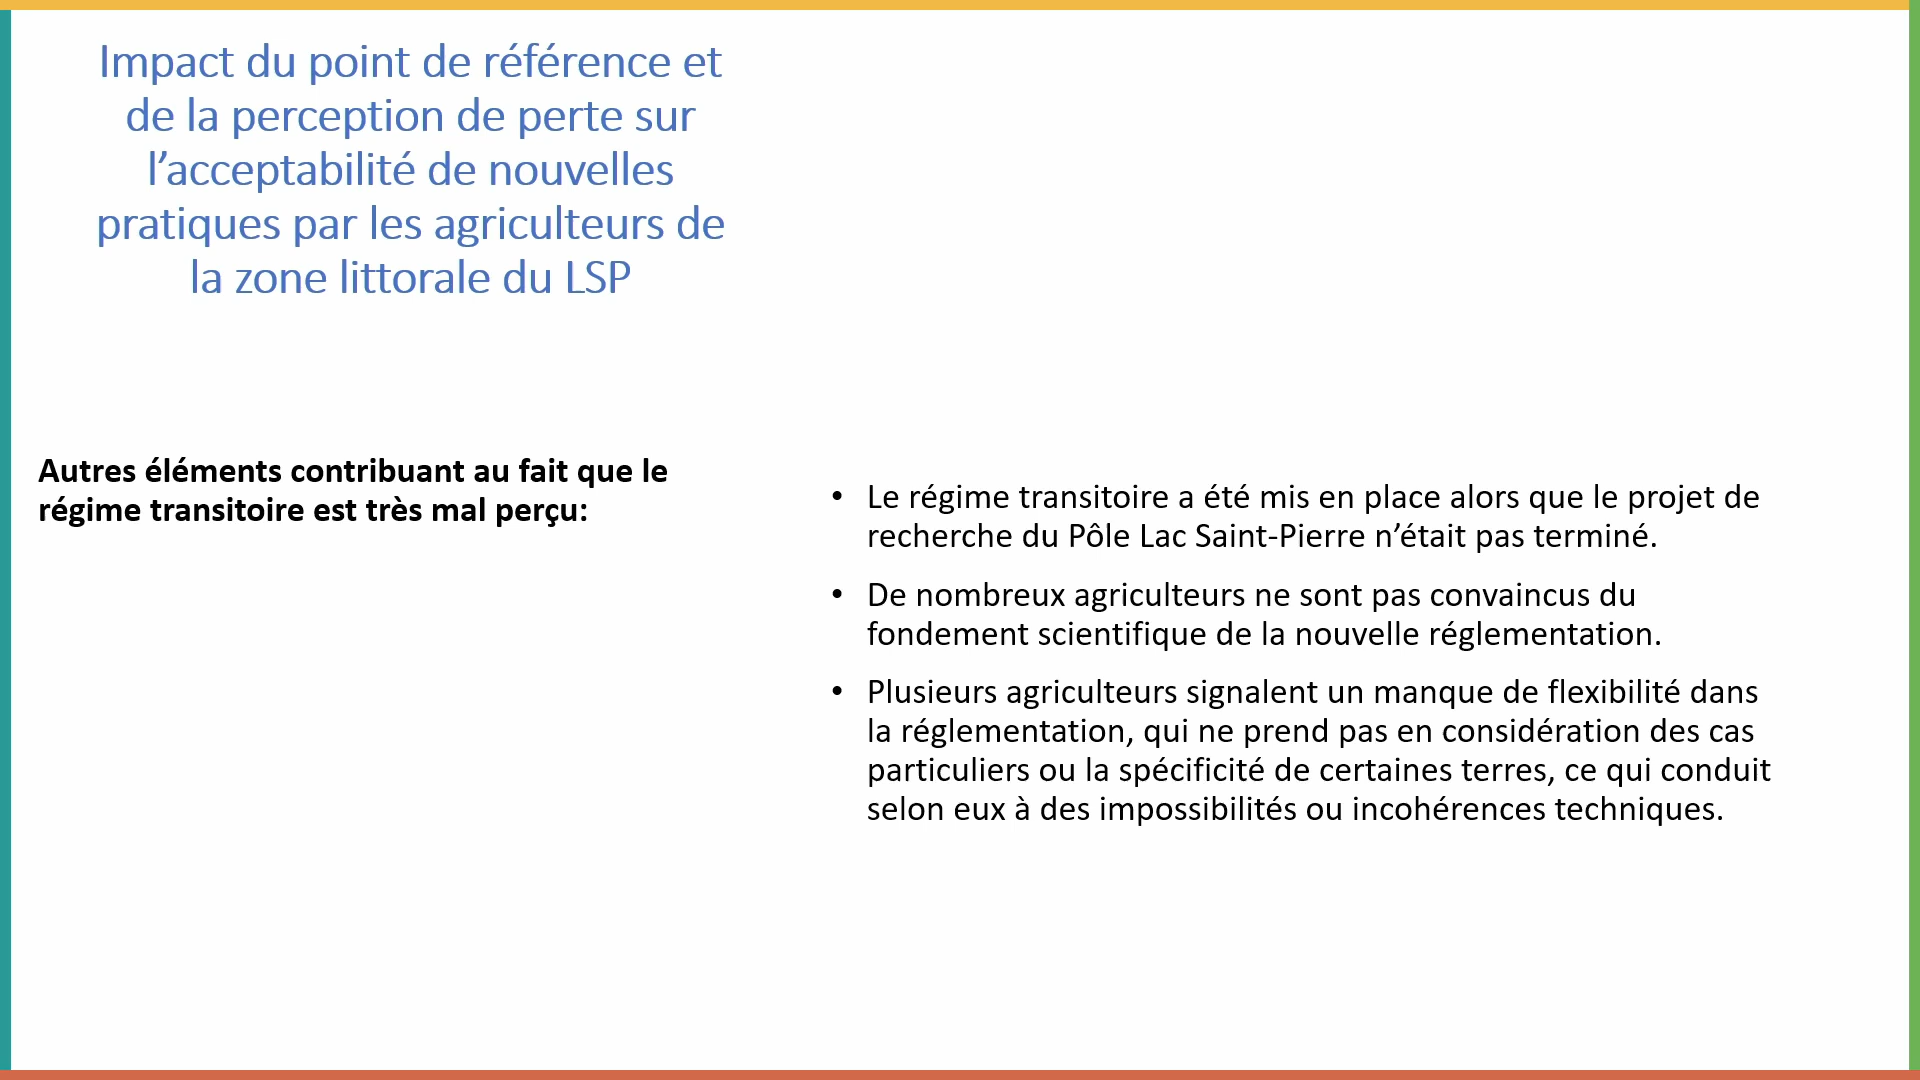 Impact du point de référence et
de la perception de perte sur
l’acceptabilité de nouvelles
pratiques par les agriculteurs de
la zone littorale du LSP
Autres éléments contribuant au fait que le
régime transitoire est très mal perçu:
• Le régime transitoire a été mis en place alors que le projet de
recherche du Pôle Lac Saint-Pierre n’était pas terminé.
• De nombreux agriculteurs ne sont pas convaincus du
fondement scientifique de la nouvelle réglementation.
• Plusieurs agriculteurs signalent un manque de flexibilité dans
la réglementation, qui ne prend pas en considération des cas
particuliers ou la spécificité de certaines terres, ce qui conduit
selon eux à des impossibilités ou incohérences techniques.